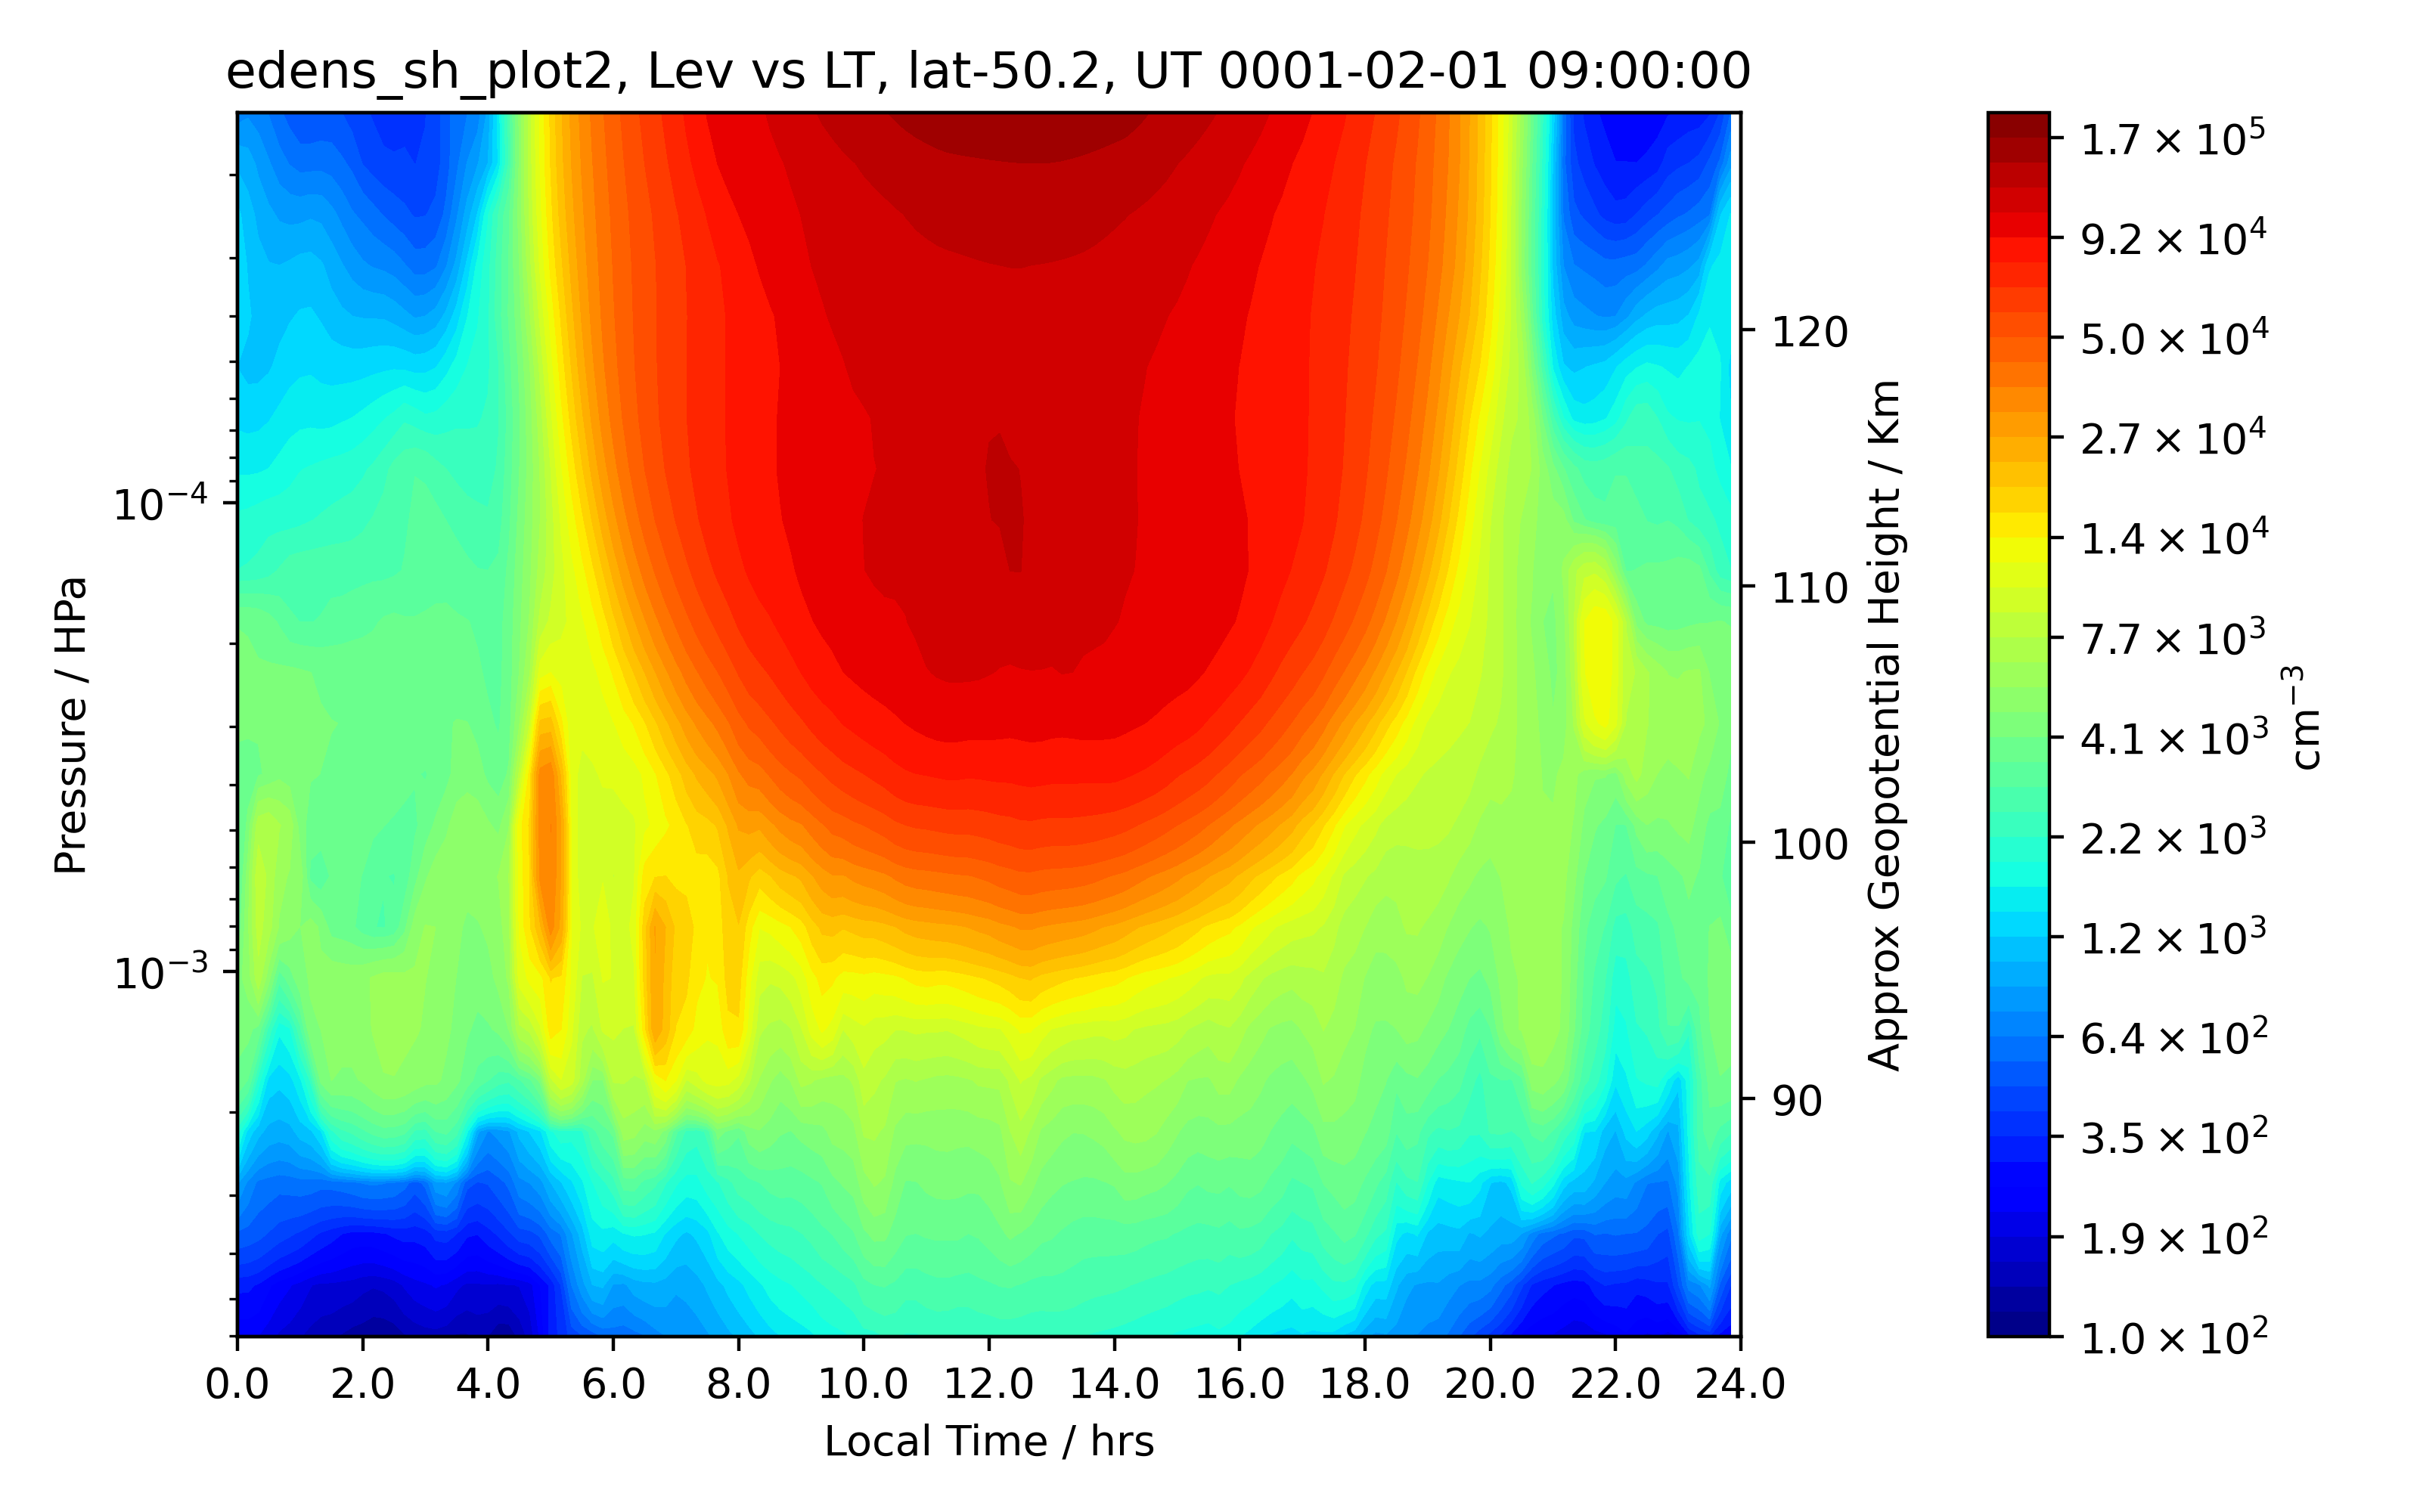 edens_sh_plot2, Lev vs LT, lat-50.2, UT 0001-02-01 09:00:00
Pressure / HPa
10⁻⁴
10⁻³
0.0 2.0 4.0 6.0 8.0 10.0 12.0 14.0 16.0 18.0 20.0 22.0 24.0
Local Time / hrs
120
110
100
90
Approx Geopotential Height / Km
1.7 × 10⁵
9.2 × 10⁴
5.0 × 10⁴
2.7 × 10⁴
1.4 × 10⁴
7.7 × 10³
4.1 × 10³
2.2 × 10³
1.2 × 10³
6.4 × 10²
3.5 × 10²
1.9 × 10²
1.0 × 10²
cm⁻³